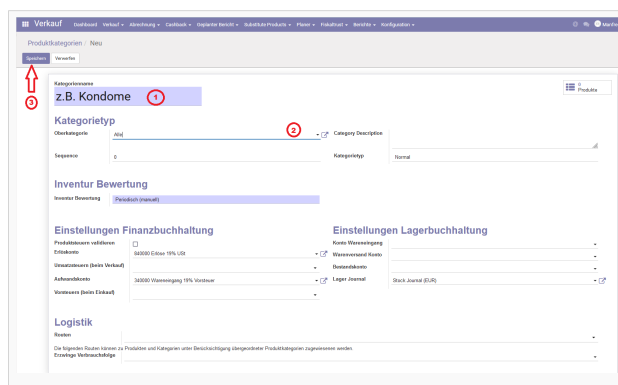 Verkauf Dashboard Verkauf Abrechnung Cashback Geplanter Bericht Substitute Products Planen Fiskaltrust Berichte Konfiguration
Produktkategorien / Neu
Speichern Verwerfen
3
Kategoriename
z.B. Kondome 1
0
Produkte
Kategorietyp
Oberkategorie Alle 2 Category Description
Sequence 0 Kategorietyp Normal
Inventur Bewertung
Inventur Bewertung Periodisch (manuell)
Einstellungen Finanzbuchhaltung Einstellungen Lagerbuchhaltung
Produktsteuern validieren Konto Wareneingang
Erlöskonto 840000 Erlöse 19% USt Warenversand Konto
Umsatzsteuern (beim Verkauf) Bestandskonto
Aufwandskonto 340000 Wareneingang 19% Vorsteuer Lager Journal Stock Journal (EUR)
Vorsteuern (beim Einkauf)
Logistik
Routen
Die folgenden Routen können zu Produkten und Kategorien unter Berücksichtigung übergeordneter Produktkategorien zugewiesenen werden.
Erzwinge Verbrauchsfolge